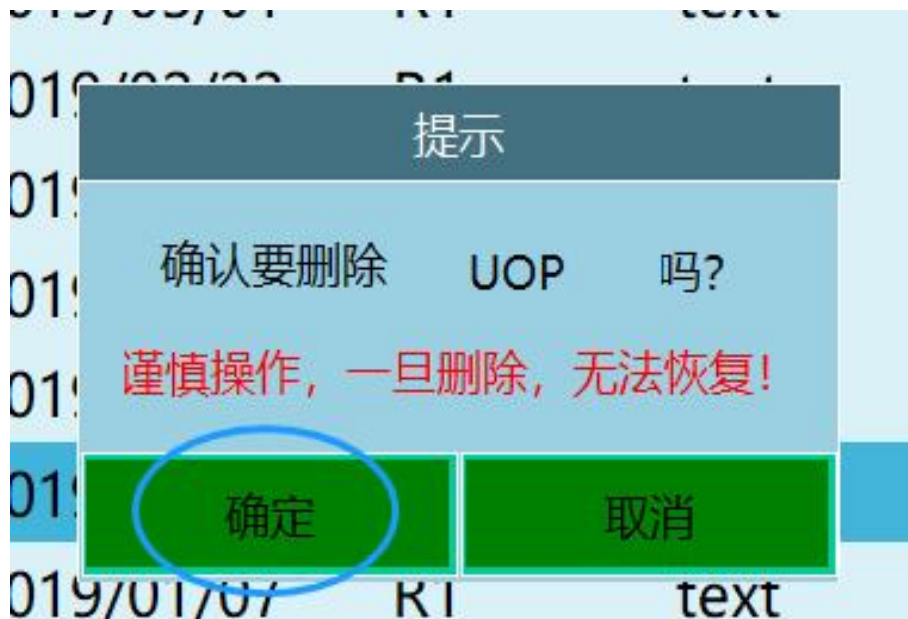 提示
确认要删除 UOP 吗?
谨慎操作，一旦删除，无法恢复!
确定 取消
019/01/07 R1 text